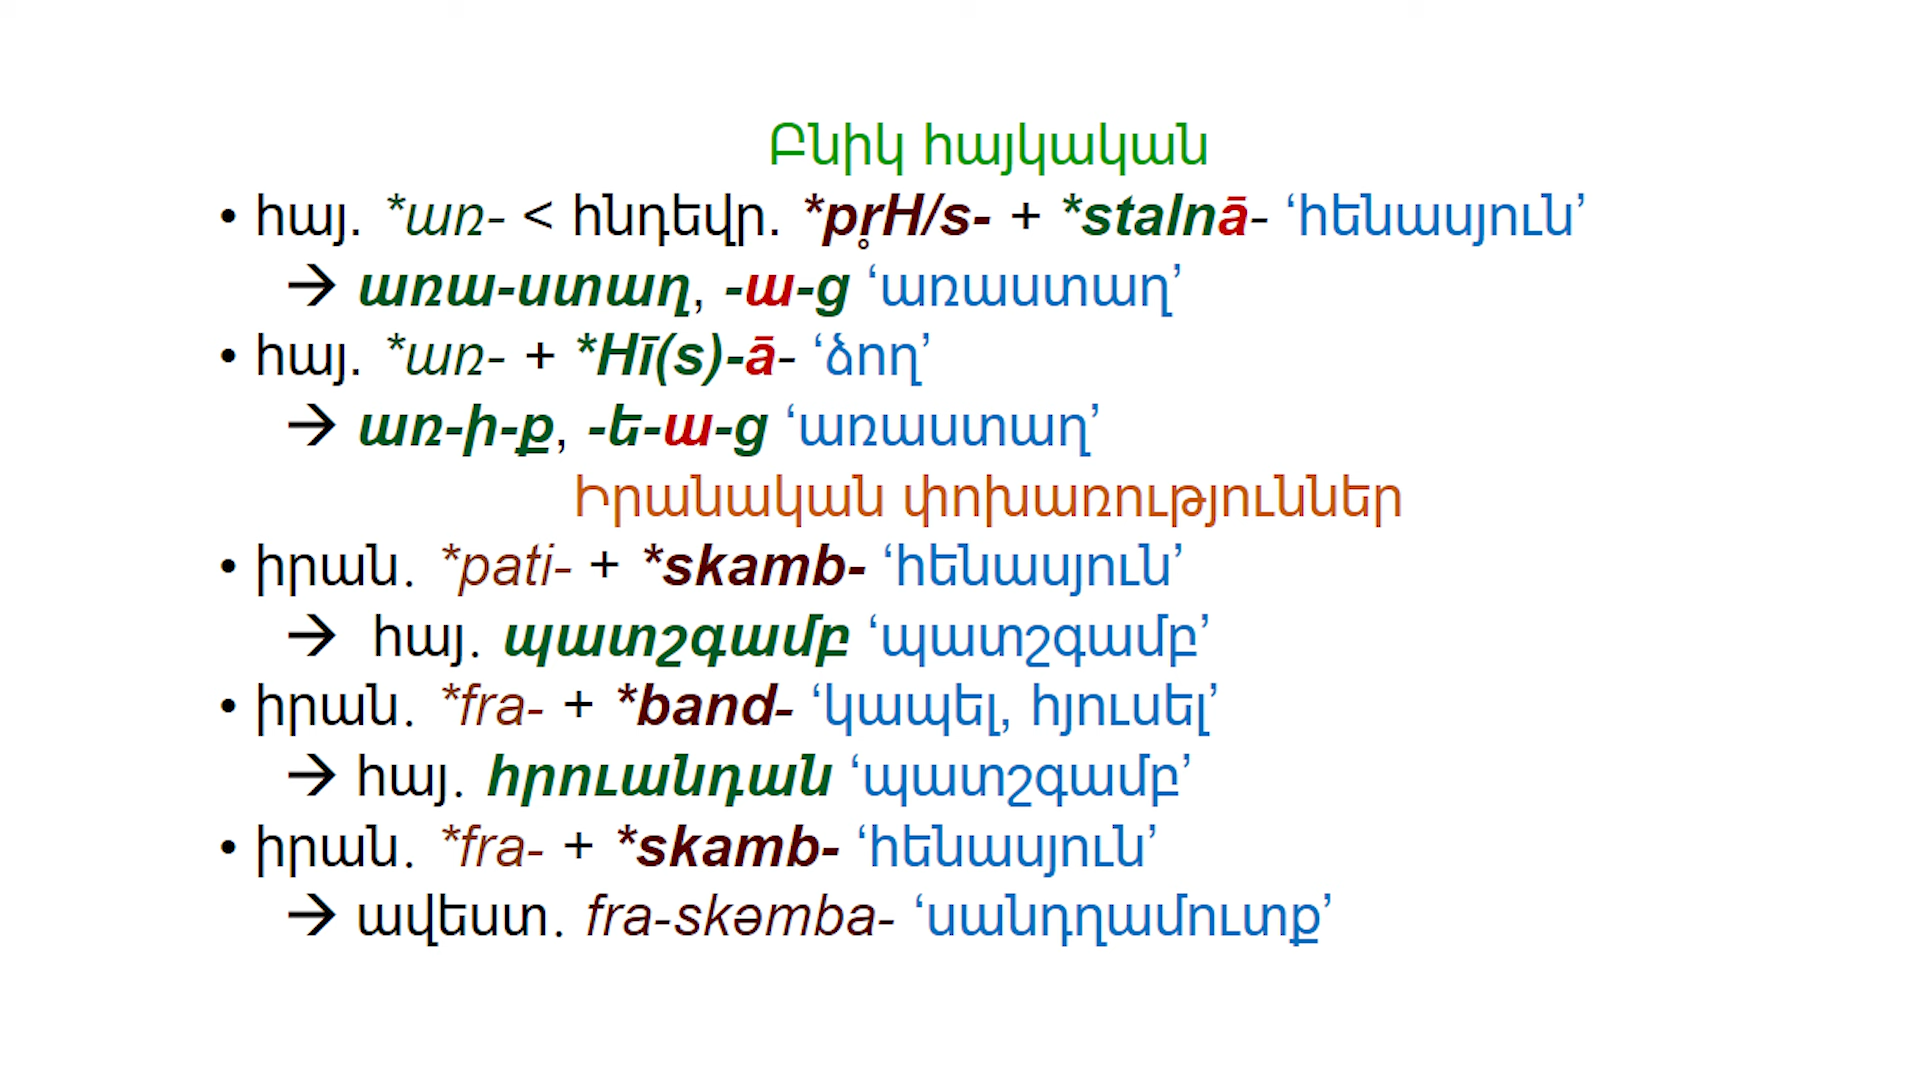 Բնիկ հայկական
• հայ. *առ- < հնդեվր. *pr̥H/s- + *stalnā- ‘հենասյուն’
→ առա-ստաղ, -ա-ց ‘առաստաղ’
• հայ. *առ- + *Hī(s)-ā- ‘ձող’
→ առ-ի-ք, -ե-ա-ց ‘առաստաղ’
Իրանական փոխառություններ
• իրան. *pati- + *skamb- ‘հենասյուն’
→ հայ. պատշգամբ ‘պատշգամբ’
• իրան. *fra- + *band- ‘կապել, հյուսել’
→ հայ. հրուանդան ‘պատշգամբ’
• իրան. *fra- + *skamb- ‘հենասյուն’
→ ավեստ. fra-skəmba- ‘սանդղամուտք’